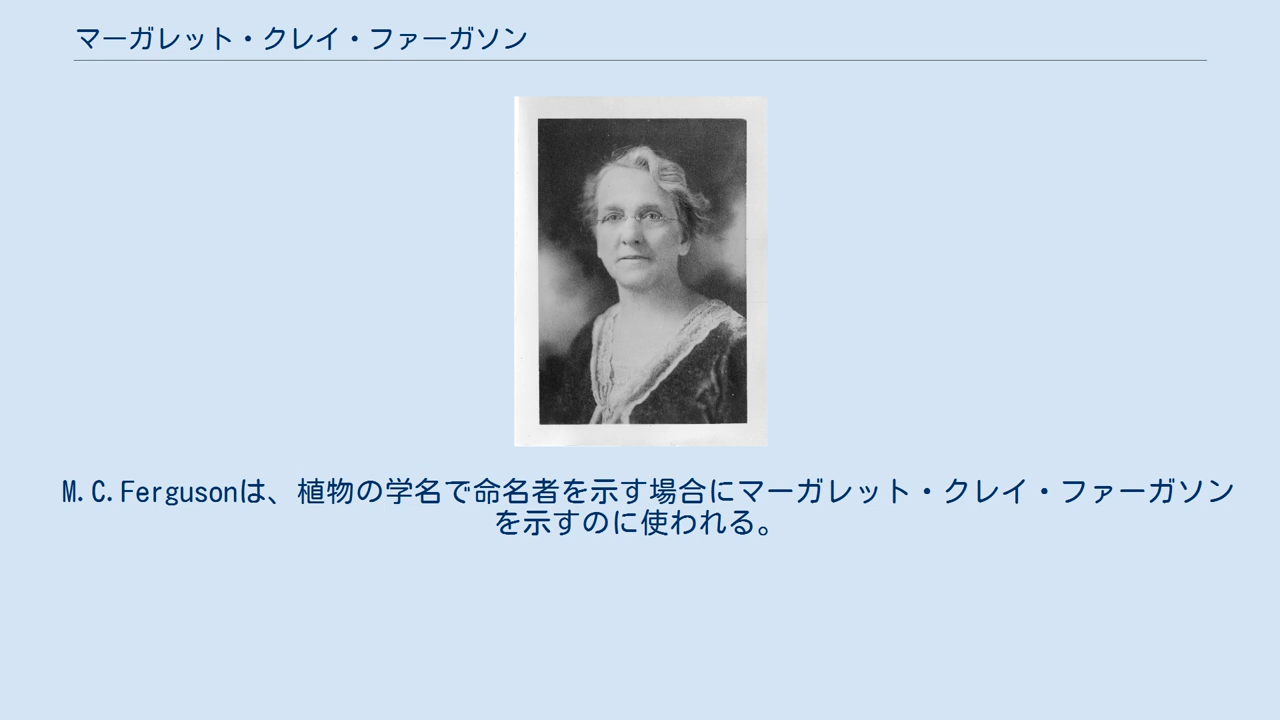 マーガレット・クレイ・ファーガソン
M.C.Fergusonは、植物の学名で命名者を示す場合にマーガレット・クレイ・ファーガソン
を示すのに使われる。